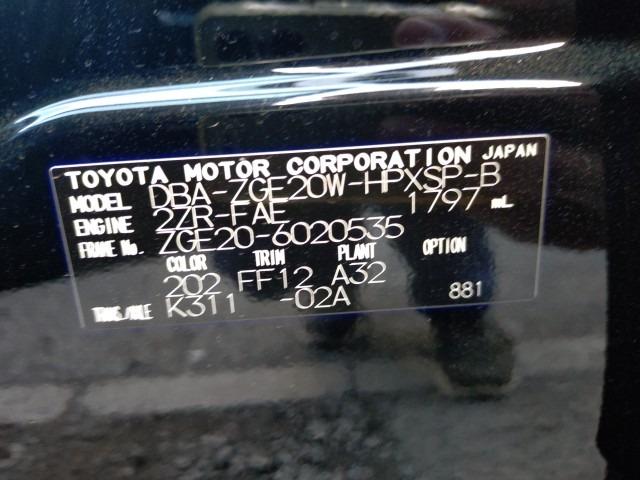 TOYOTA MOTOR CORPORATION JAPAN
MODEL DBA-ZGE20W-HPXSP-B
ENGINE 2ZR-FAE 1797 mL
FRAME No. ZGE20-6020535
COLOR TRIM PLANT OPTION
202 FF12 A32
TRANS/AXLE K311 -02A 881